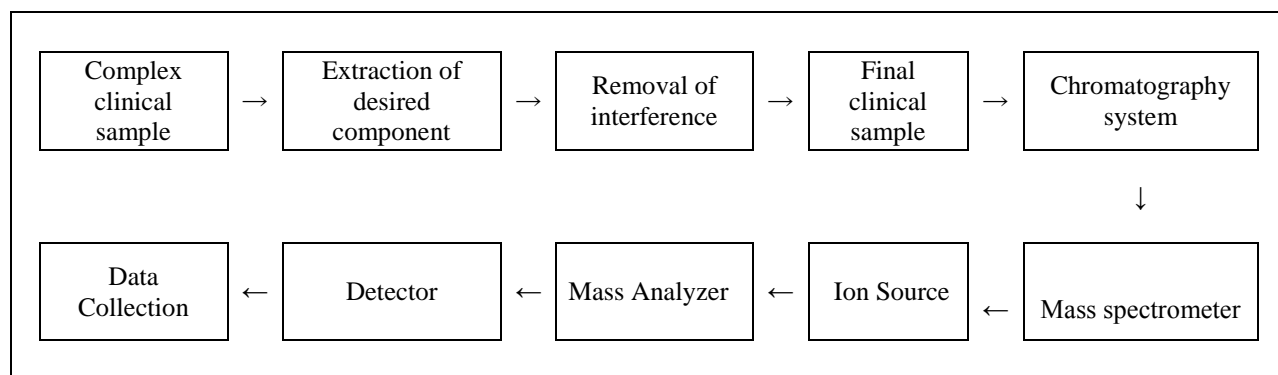 Complex
clinical
sample
→
Extraction of
desired
component
→
Removal of
interference
→
Final
clinical
sample
→
Chromatography
system
↓
Mass spectrometer
←
Ion Source
←
Mass Analyzer
←
Detector
←
Data
Collection